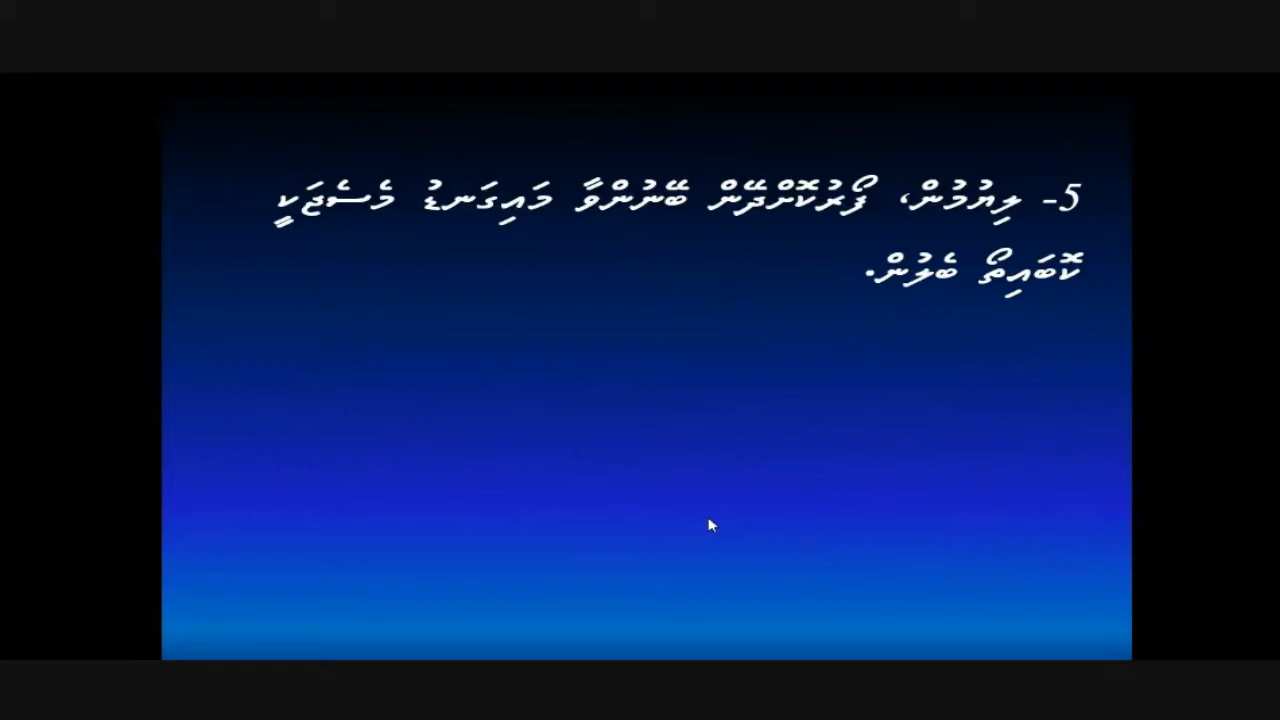 5- ލިޔުމުން، ފޯރުކޮށްދޭން ބޭނުންވާ މައިގަނޑު މެސެޖަކީ
ކޮބައިތޯ ބެލުން.